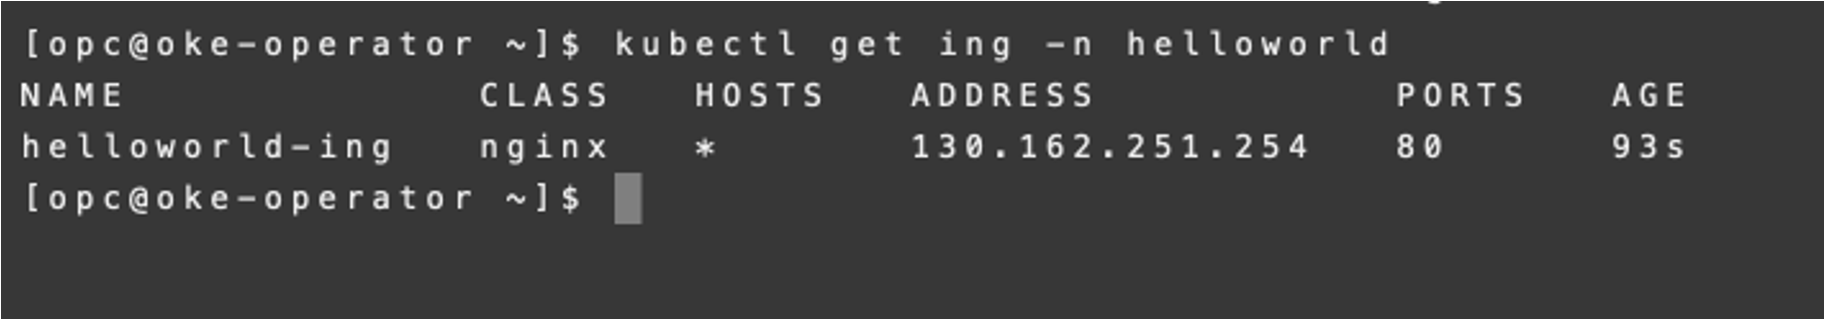 [opc@oke-operator ~]$ kubectl get ing -n helloworld
NAME CLASS HOSTS ADDRESS PORTS AGE
helloworld-ing nginx * 130.162.251.254 80 93s
[opc@oke-operator ~]$